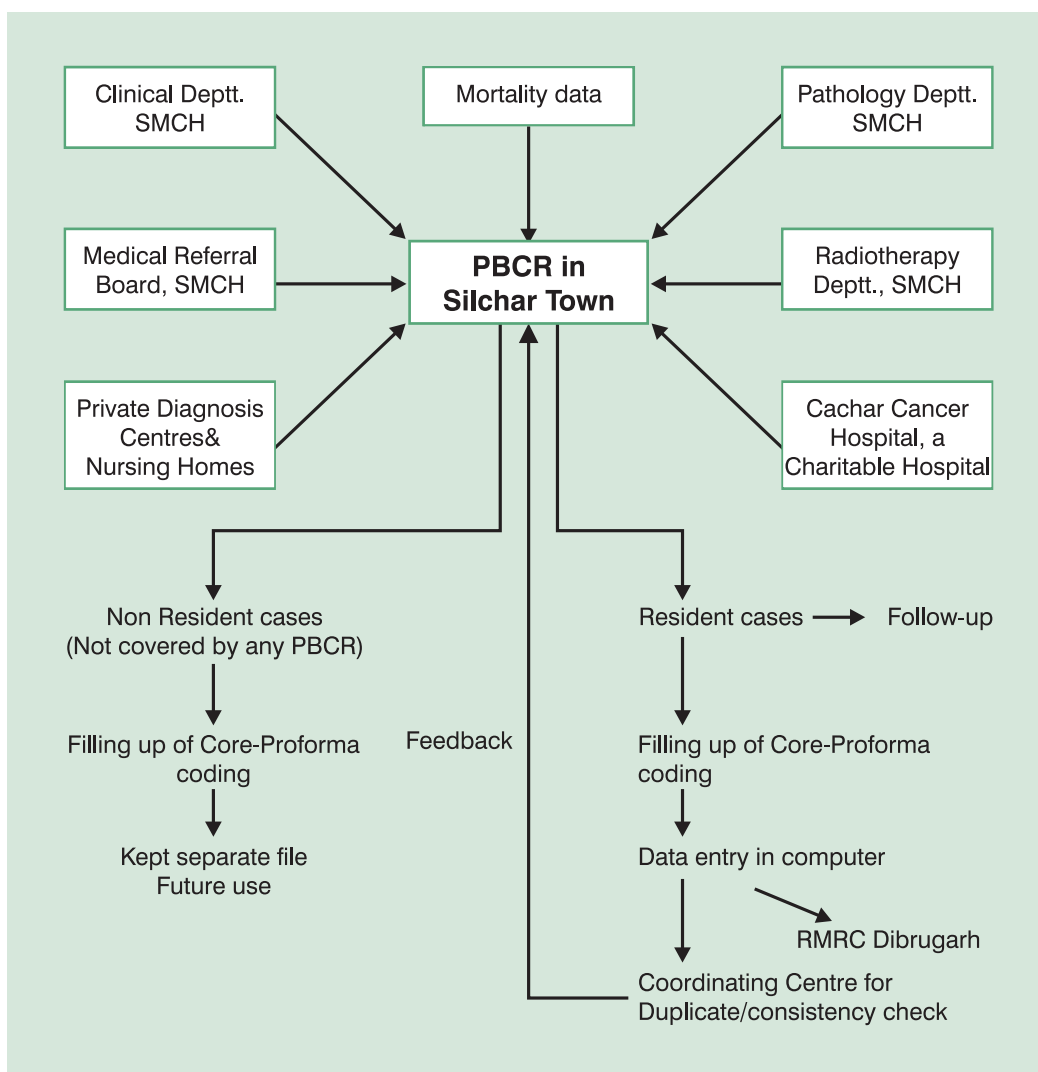 Clinical Deptt.
SMCH
Mortality data
Pathology Deptt.
SMCH
Medical Referral
Board, SMCH
PBCR in
Silchar Town
Radiotherapy
Deptt., SMCH
Private Diagnosis
Centres&
Nursing Homes
Cachar Cancer
Hospital, a
Charitable Hospital
Non Resident cases
(Not covered by any PBCR)
Resident cases
Follow-up
Filling up of Core-Proforma
coding
Feedback
Filling up of Core-Proforma
coding
Kept separate file
Future use
Data entry in computer
RMRC Dibrugarh
Coordinating Centre for
Duplicate/consistency check